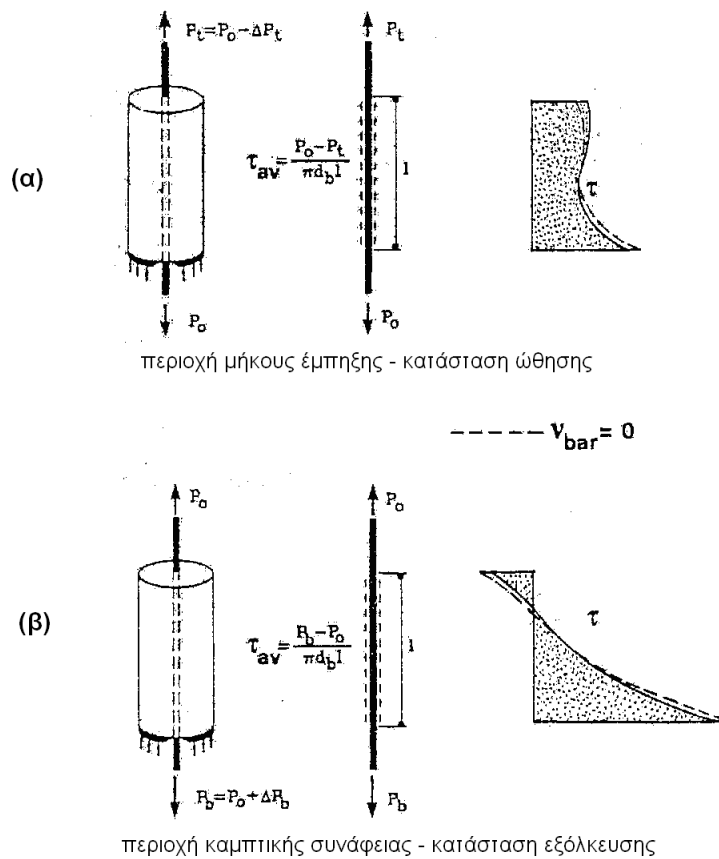 P_t=P_o-ΔP_t
P_t
(α)
τ_av=(P_o-P_t)/(πd_b l)
l
τ
P_o
P_o
περιοχή μήκους έμπηξης - κατάσταση ώθησης
----- ν_bar = 0
P_o
P_o
(β)
τ_av=(P_b-P_o)/(πd_b l)
l
τ
P_b=P_o+ΔP_b
P_b
περιοχή καμπτικής συνάφειας - κατάσταση εξόλκευσης